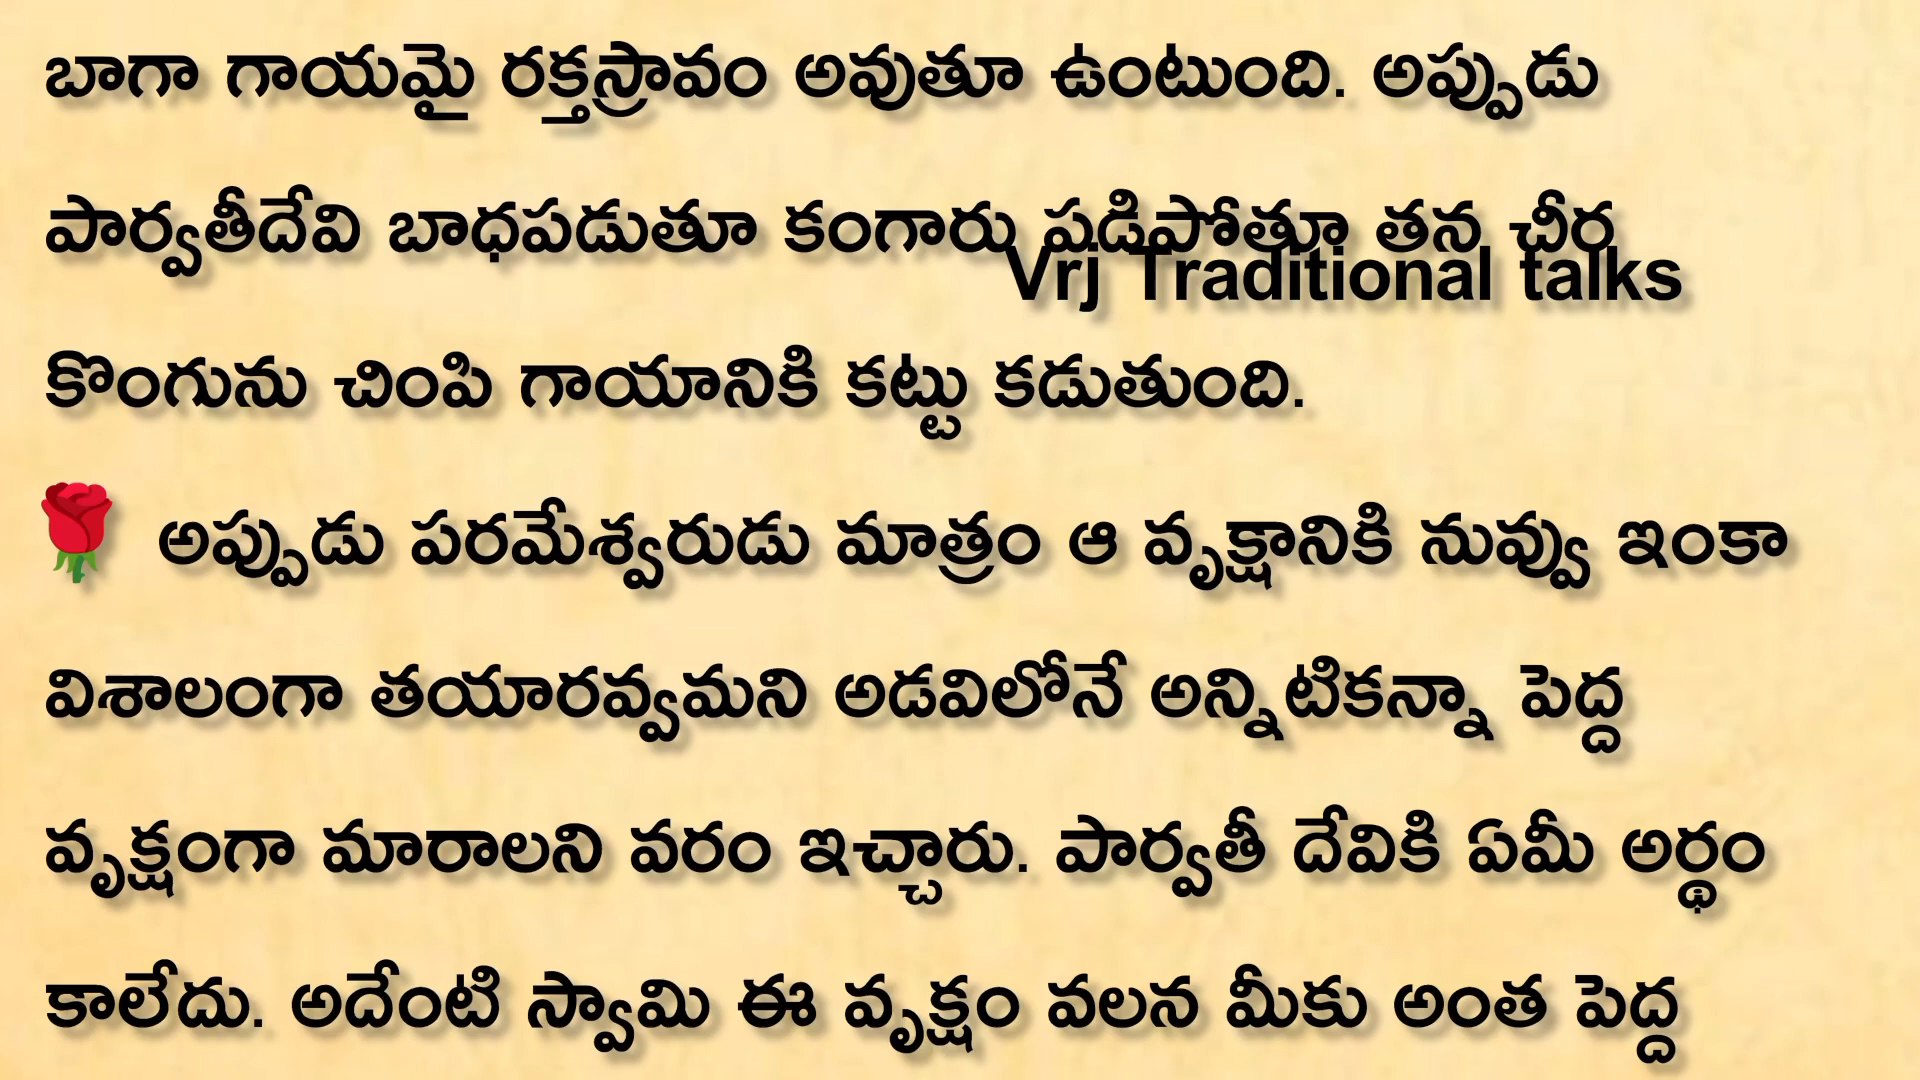 బాగా గాయమై రక్తస్రావం అవుతూ ఉంటుంది. అప్పుడు
పార్వతీదేవి బాధపడుతూ కంగారు పడిపోతూ తన చీర
Vrj Traditional talks
కొంగును చింపి గాయానికి కట్టు కడుతుంది.
🌹 అప్పుడు పరమేశ్వరుడు మాత్రం ఆ వృక్షానికి నువ్వు ఇంకా
విశాలంగా తయారవ్వమని అడవిలోనే అన్నిటికన్నా పెద్ద
వృక్షంగా మారాలని వరం ఇచ్చారు. పార్వతీ దేవికి ఏమీ అర్థం
కాలేదు. అదేంటి స్వామి ఈ వృక్షం వలన మీకు అంత పెద్ద